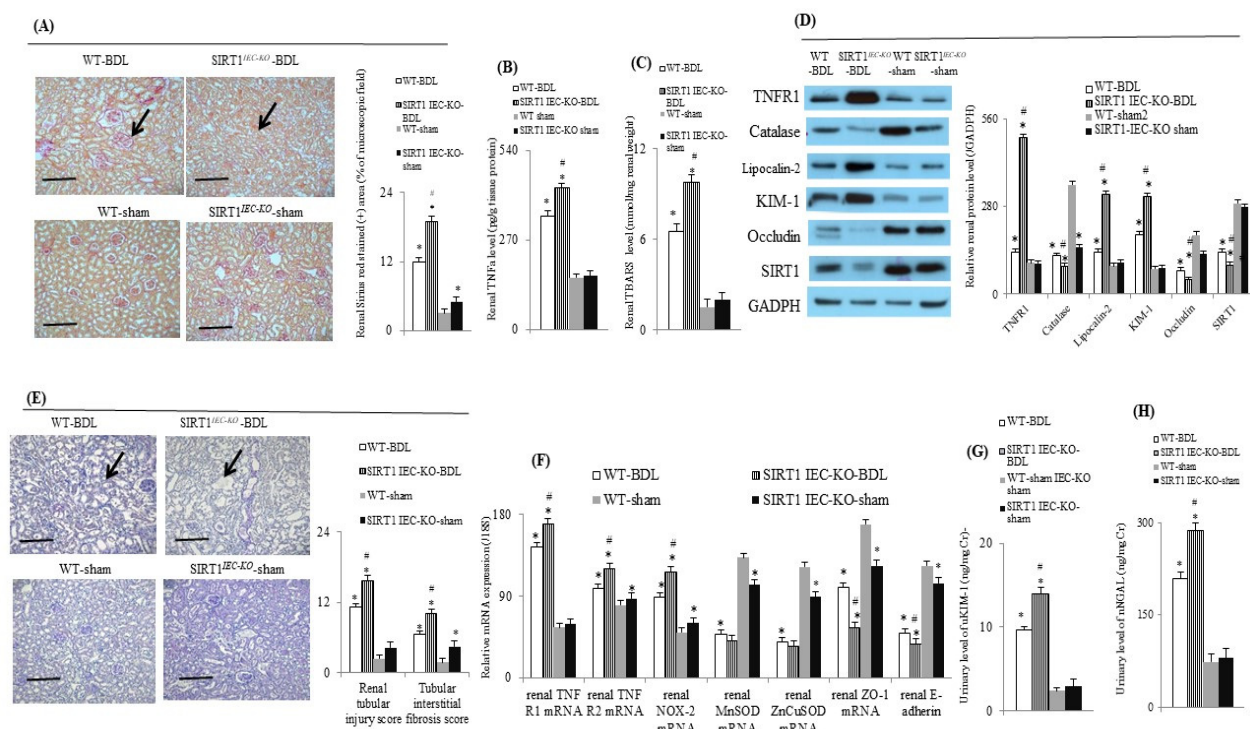 (A)
WT-BDL
SIRT1IEC-KO-BDL
WT-sham
SIRT1IEC-KO-sham
Renal Sirius red stained (+) area (% of microscopic field)
WT-BDL
SIRT1 IEC-KO-
BDL
WT-sham
SIRT1 IEC-KO-
sham
24
12
0
* # • *
(B)
WT-BDL
SIRT1 IEC-KO-BDL
WT sham
SIRT1 IEC-KO sham
Renal TNFa level (pg/g tissue protein)
540
270
0
* # *
(C)
WT-BDL
SIRT1 IEC-KO-
BDL
WT-sham
SIRT1 IEC-KO-
sham
Renal TBARS level (mmol/mg renal weight)
12
6
0
* # *
(D)
WT SIRT1IEC-KO WT SIRT1IEC-KO
-BDL -BDL -sham -sham
TNFR1
Catalase
Lipocalin-2
KIM-1
Occludin
SIRT1
GADPH
WT-BDL
SIRT1 IEC-KO-BDL
WT-sham2
SIRT1-IEC-KO sham
Relative renal protein level (/GADPH)
560
280
0
TNFR1
Catalase
Lipocalin-2
KIM-1
Occludin
SIRT1
(E)
WT-BDL
SIRT1IEC-KO-BDL
WT-sham
SIRT1IEC-KO-sham
WT-BDL
SIRT1 IEC-KO-BDL
WT-sham
SIRT1 IEC-KO-sham
24
12
0
Renal
tubular
injury score
Tubular
interstitial
fibrosis score
(F)
WT-BDL
SIRT1 IEC-KO-BDL
WT-sham
SIRT1 IEC-KO-sham
Relative mRNA expression (/18S)
180
90
0
renal TNF
R1 mRNA
renal TNF
R2 mRNA
renal
NOX-2
mRNA
renal
MnSOD
mRNA
renal
ZnCuSOD
mRNA
renal ZO-1
mRNA
renal E-
adherin
(G)
WT-BDL
SIRT1 IEC-KO-
BDL
WT-sham IEC-KO
sham
SIRT1 IEC-KO-
sham
Urinary level of uKIM-1 (ng/mg Cr)-
20
10
0
* # *
(H)
WT-BDL
SIRT1 IEC-KO-BDL
WT-sham
SIRT1 IEC-KO-sham
Urinary level of uNGAL (ng/mg Cr)
300
150
0
* # *